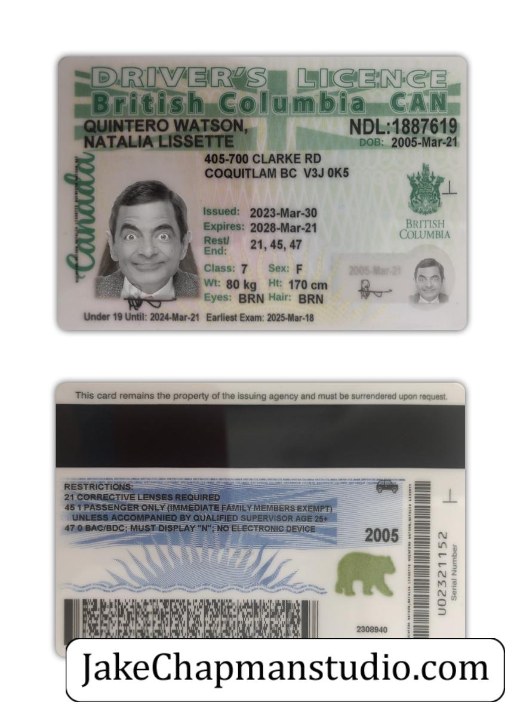 DRIVER'S LICENCE
British Columbia CAN
QUINTERO WATSON,
NATALIA LISSETTE
NDL:1887619
DOB: 2005-Mar-21
405-700 CLARKE RD
COQUITLAM BC V3J 0K5
Canada
Issued: 2023-Mar-30
Expires: 2028-Mar-21
Rest/
End: 21, 45, 47
Class: 7 Sex: F
Wt: 80 kg Ht: 170 cm
Eyes: BRN Hair: BRN
BRITISH
COLUMBIA
2005-Mar-21
Under 19 Until: 2024-Mar-21 Earliest Exam: 2025-Mar-18
This card remains the property of the issuing agency and must be surrendered upon request.
RESTRICTIONS:
21 CORRECTIVE LENSES REQUIRED
45 1 PASSENGER ONLY (IMMEDIATE FAMILY MEMBERS EXEMPT)
UNLESS ACCOMPANIED BY QUALIFIED SUPERVISOR AGE 25+
47 0 BAC/BDC; MUST DISPLAY "N"; NO ELECTRONIC DEVICE
2005
U02321152
Serial Number
2308940
JakeChapmanstudio.com